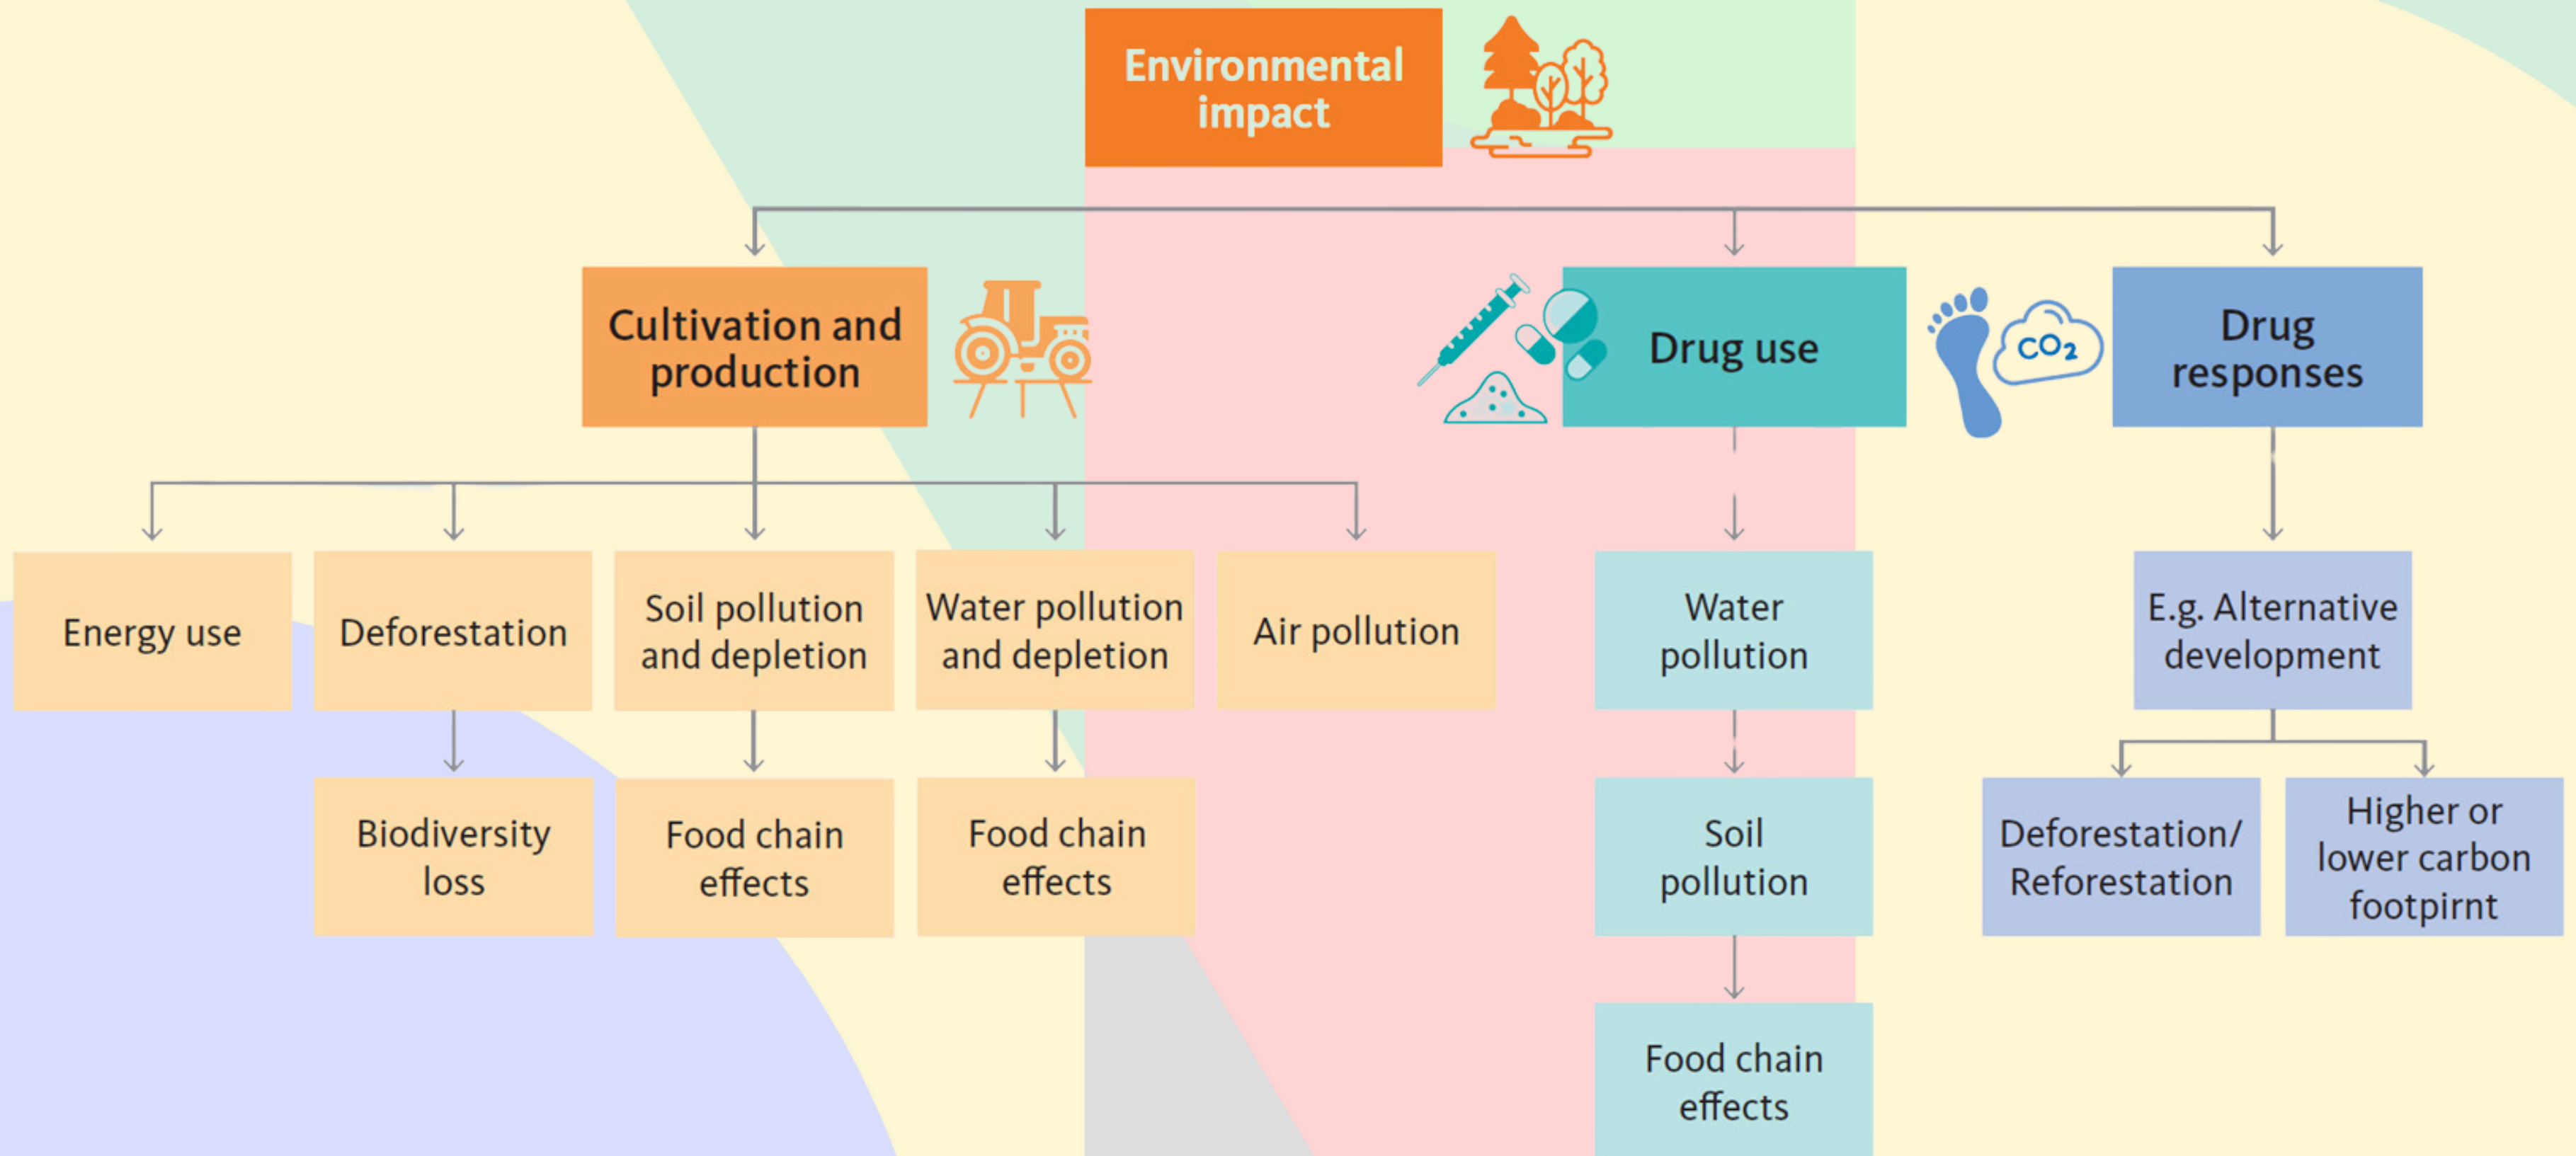 Environmental
impact
Cultivation and
production
Drug use
CO2
Drug
responses
Energy use
Deforestation
Soil pollution
and depletion
Water pollution
and depletion
Air pollution
Water
pollution
E.g. Alternative
development
Biodiversity
loss
Food chain
effects
Food chain
effects
Soil
pollution
Deforestation/
Reforestation
Higher or
lower carbon
footpirnt
Food chain
effects